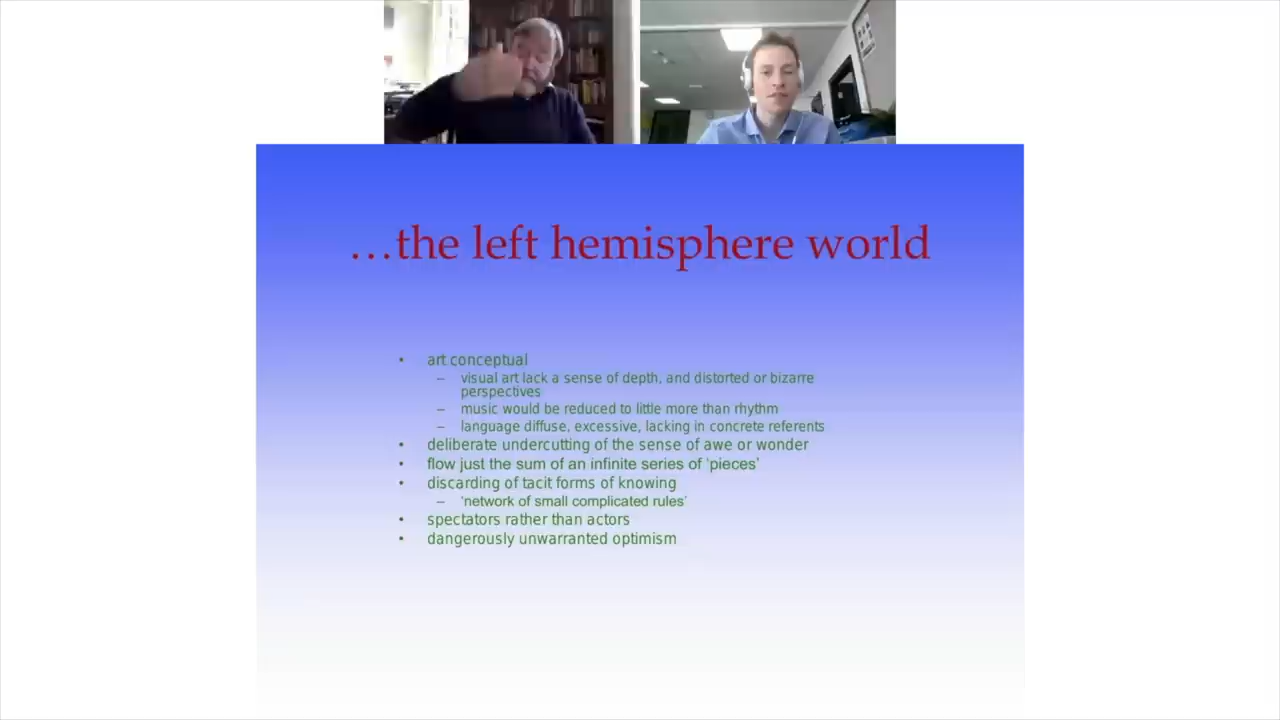 …the left hemisphere world
• art conceptual
– visual art lack a sense of depth, and distorted or bizarre
perspectives
– music would be reduced to little more than rhythm
– language diffuse, excessive, lacking in concrete referents
• deliberate undercutting of the sense of awe or wonder
• flow just the sum of an infinite series of ‘pieces’
• discarding of tacit forms of knowing
– ‘network of small complicated rules’
• spectators rather than actors
• dangerously unwarranted optimism